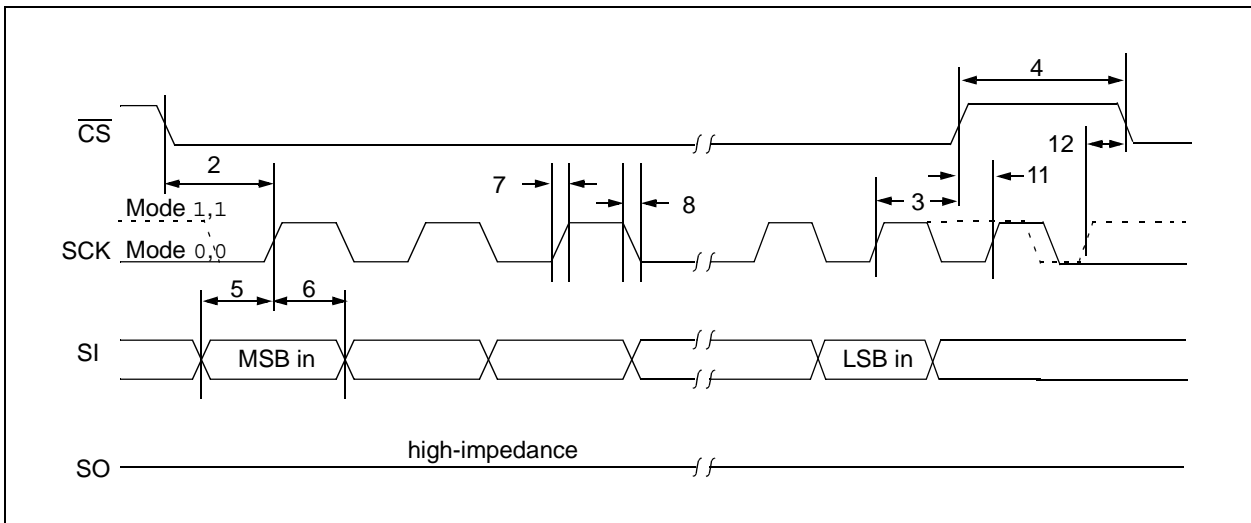 4
CS
12
2
7
11
3
8
Mode 1,1
SCK Mode 0,0
5 6
SI MSB in LSB in
high-impedance
SO